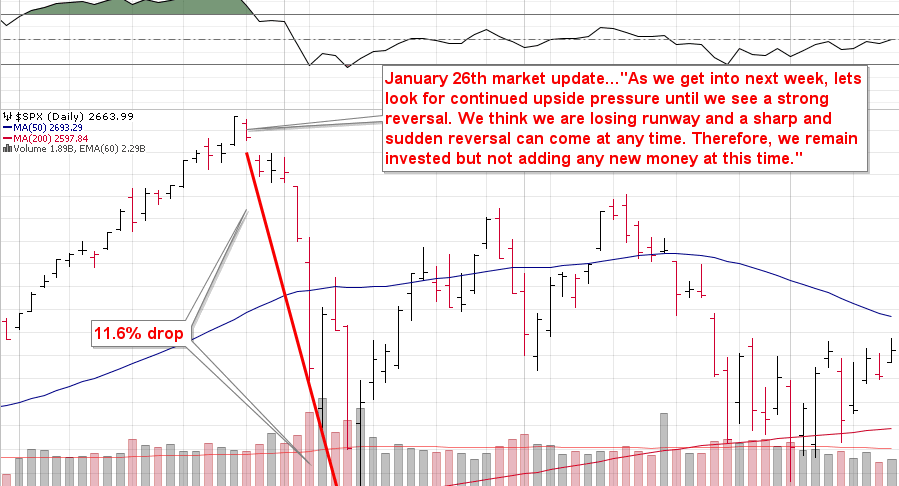 January 26th market update..."As we get into next week, lets
look for continued upside pressure until we see a strong
reversal. We think we are losing runway and a sharp and
sudden reversal can come at any time. Therefore, we remain
invested but not adding any new money at this time."
$SPX (Daily) 2663.99
MA(50) 2693.29
MA(200) 2597.84
Volume 1.89B, EMA(60) 2.29B
11.6% drop